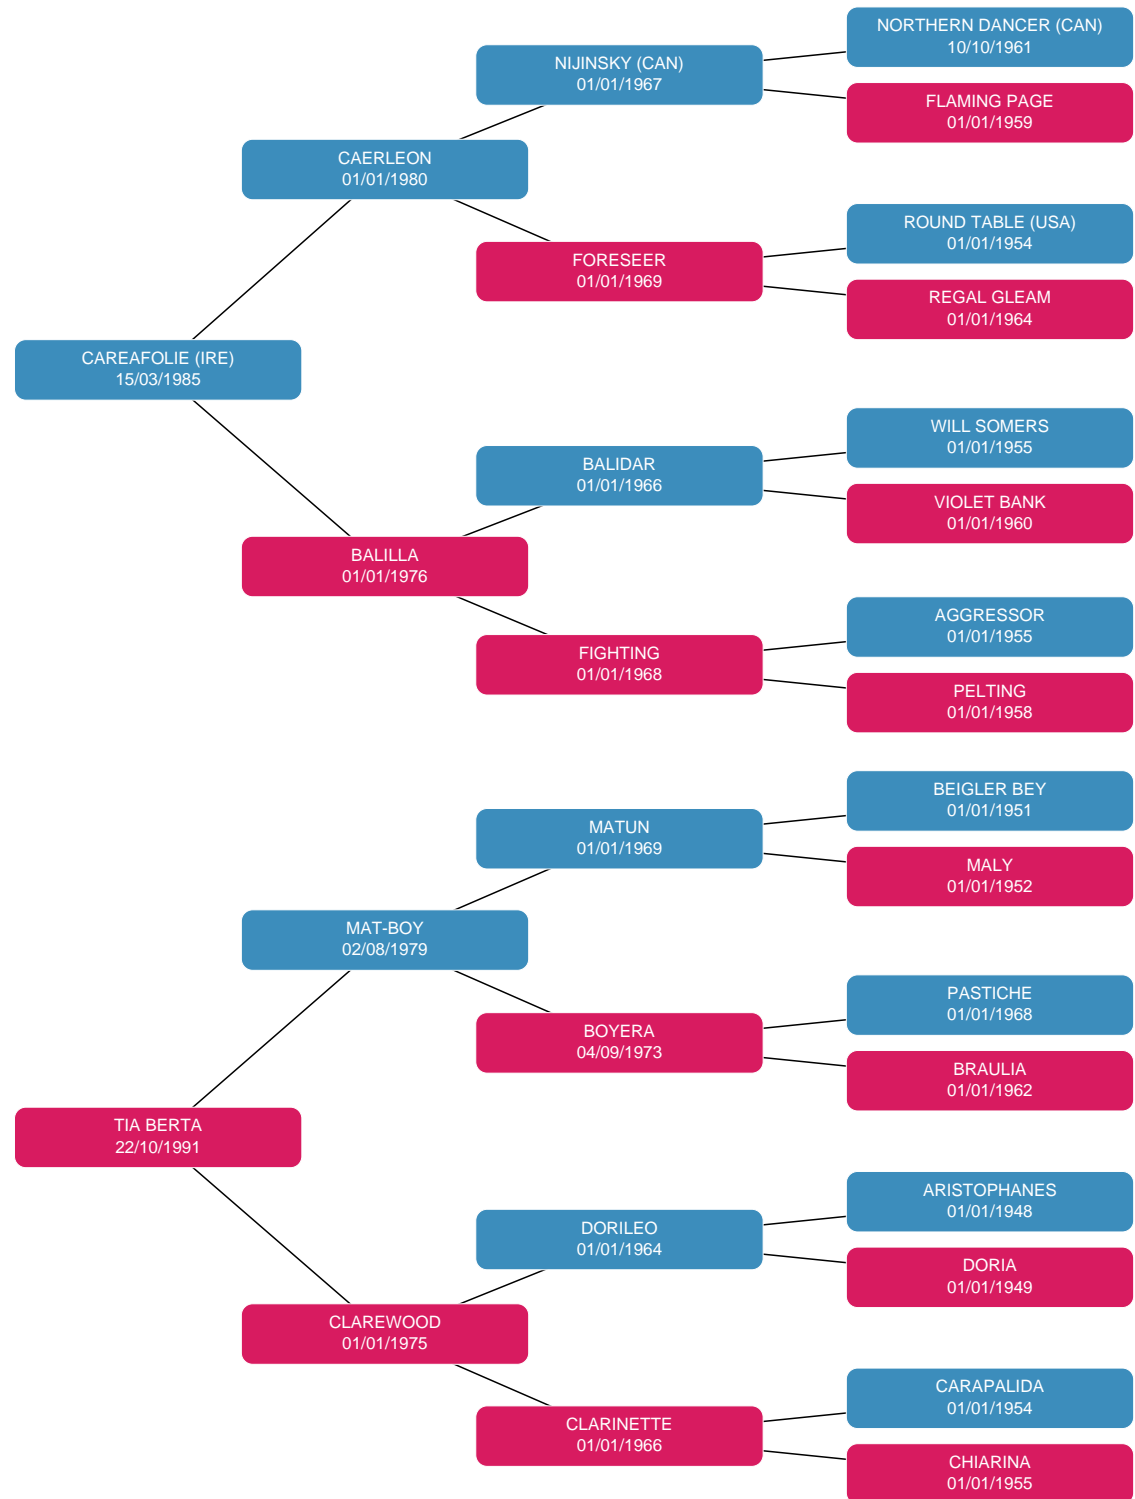 NORTHERN DANCER (CAN)
10/10/1961
NIJINSKY (CAN)
01/01/1967
FLAMING PAGE
01/01/1959
CAERLEON
01/01/1980
ROUND TABLE (USA)
01/01/1954
FORESEER
01/01/1969
REGAL GLEAM
01/01/1964
CAREAFOLIE (IRE)
15/03/1985
WILL SOMERS
01/01/1955
BALIDAR
01/01/1966
VIOLET BANK
01/01/1960
BALILLA
01/01/1976
AGGRESSOR
01/01/1955
FIGHTING
01/01/1968
PELTING
01/01/1958
BEIGLER BEY
01/01/1951
MATUN
01/01/1969
MALY
01/01/1952
MAT-BOY
02/08/1979
PASTICHE
01/01/1968
BOYERA
04/09/1973
BRAULIA
01/01/1962
TIA BERTA
22/10/1991
ARISTOPHANES
01/01/1948
DORILEO
01/01/1964
DORIA
01/01/1949
CLAREWOOD
01/01/1975
CARAPALIDA
01/01/1954
CLARINETTE
01/01/1966
CHIARINA
01/01/1955